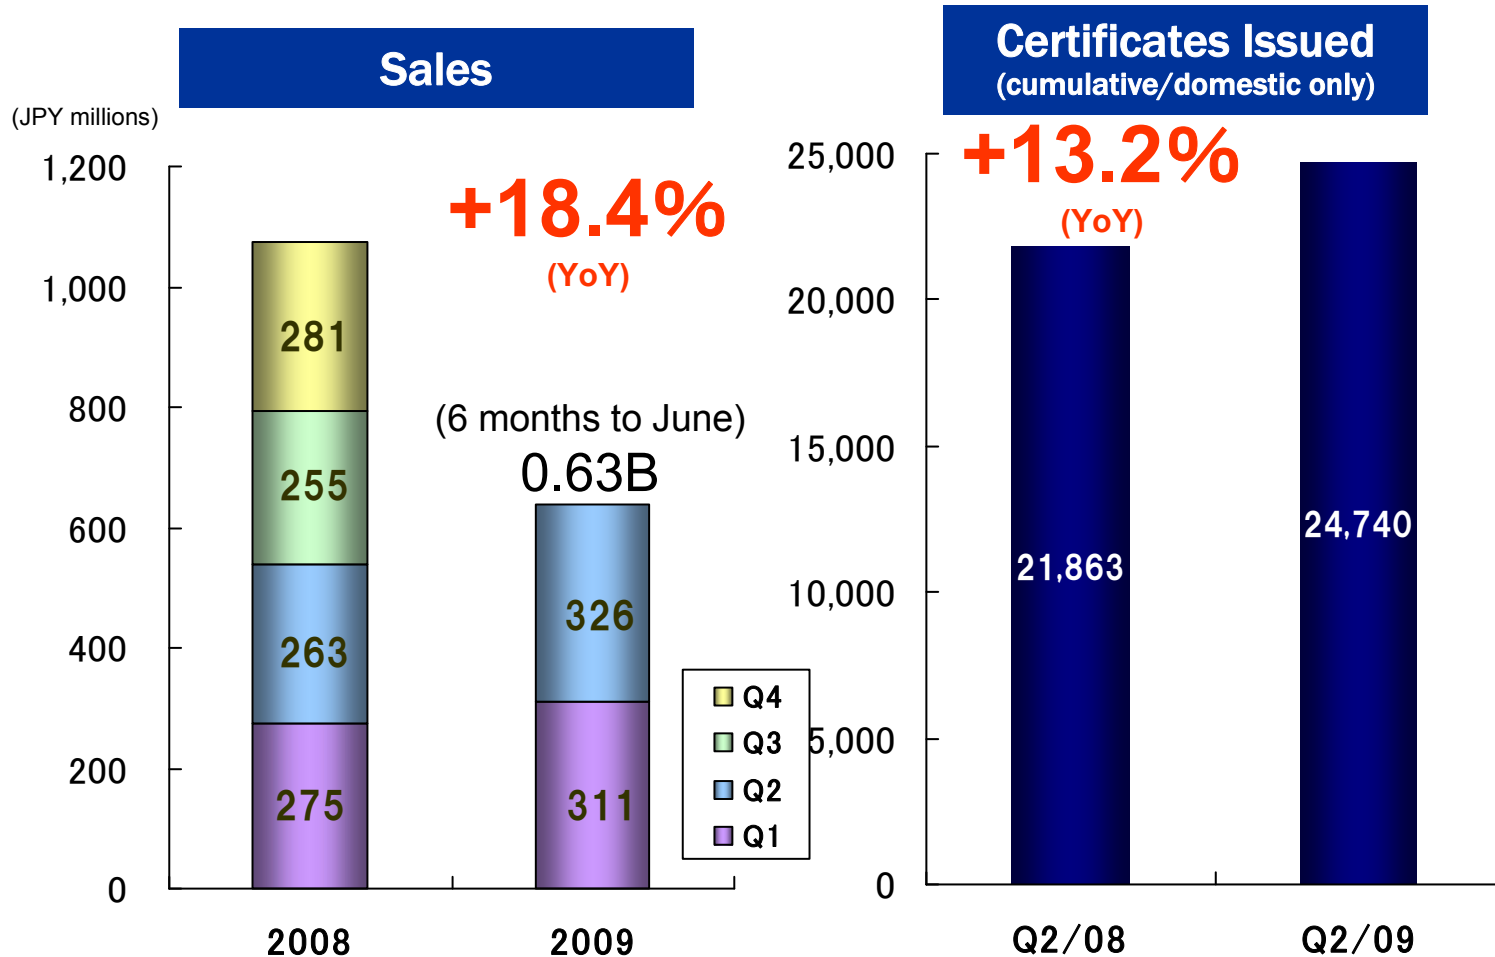 Sales
(JPY millions)
1,200
1,000
800
600
400
200
0
+18.4%
(YoY)
281
255
263
275
(6 months to June)
0.63B
326
311
Q4
Q3
Q2
Q1
2008
2009
Certificates Issued
(cumulative/domestic only)
+13.2%
(YoY)
25,000
20,000
15,000
10,000
5,000
0
21,863
24,740
Q2/08
Q2/09